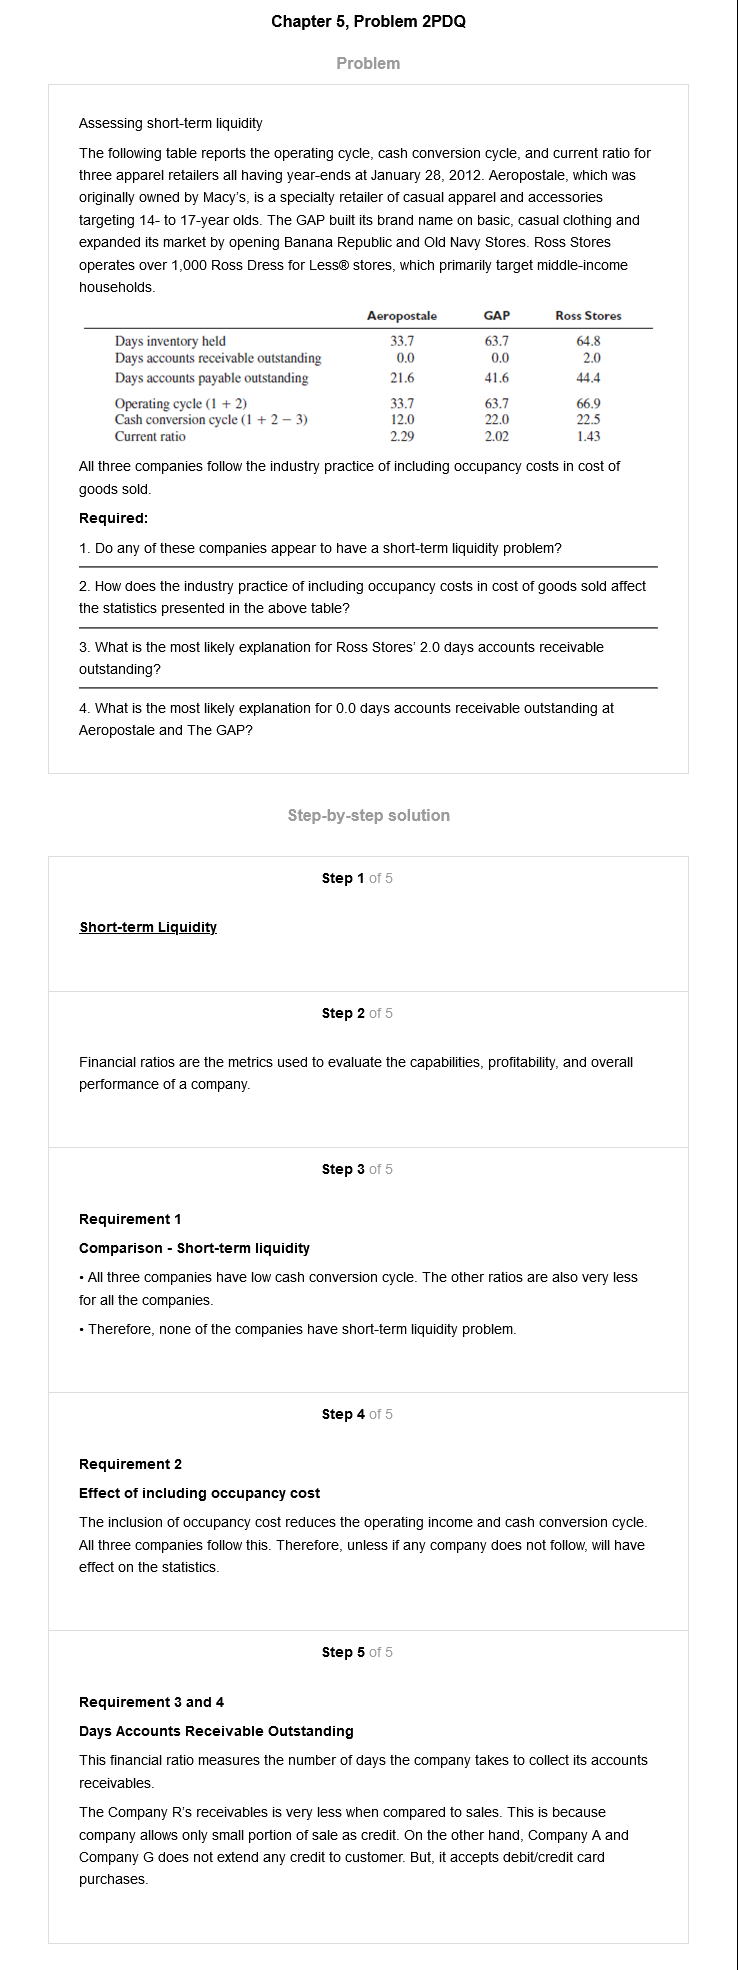 Chapter 5, Problem 2PDQ
Problem
Assessing short-term liquidity
The following table reports the operating cycle, cash conversion cycle, and current ratio for
three apparel retailers all having year-ends at January 28, 2012. Aeropostale, which was
originally owned by Macy's, is a specialty retailer of casual apparel and accessories
targeting 14- to 17-year olds. The GAP built its brand name on basic, casual clothing and
expanded its market by opening Banana Republic and Old Navy Stores. Ross Stores
operates over 1,000 Ross Dress for Less® stores, which primarily target middle-income
households.
Aeropostale GAP Ross Stores
Days inventory held 33.7 63.7 64.8
Days accounts receivable outstanding 0.0 0.0 2.0
Days accounts payable outstanding 21.6 41.6 44.4
Operating cycle (1 + 2) 33.7 63.7 66.9
Cash conversion cycle (1 + 2 – 3) 12.0 22.0 22.5
Current ratio 2.29 2.02 1.43
All three companies follow the industry practice of including occupancy costs in cost of
goods sold.
Required:
1. Do any of these companies appear to have a short-term liquidity problem?
2. How does the industry practice of including occupancy costs in cost of goods sold affect
the statistics presented in the above table?
3. What is the most likely explanation for Ross Stores' 2.0 days accounts receivable
outstanding?
4. What is the most likely explanation for 0.0 days accounts receivable outstanding at
Aeropostale and The GAP?
Step-by-step solution
Step 1 of 5
Short-term Liquidity
Step 2 of 5
Financial ratios are the metrics used to evaluate the capabilities, profitability, and overall
performance of a company.
Step 3 of 5
Requirement 1
Comparison - Short-term liquidity
• All three companies have low cash conversion cycle. The other ratios are also very less
for all the companies.
• Therefore, none of the companies have short-term liquidity problem.
Step 4 of 5
Requirement 2
Effect of including occupancy cost
The inclusion of occupancy cost reduces the operating income and cash conversion cycle.
All three companies follow this. Therefore, unless if any company does not follow, will have
effect on the statistics.
Step 5 of 5
Requirement 3 and 4
Days Accounts Receivable Outstanding
This financial ratio measures the number of days the company takes to collect its accounts
receivables.
The Company R's receivables is very less when compared to sales. This is because
company allows only small portion of sale as credit. On the other hand, Company A and
Company G does not extend any credit to customer. But, it accepts debit/credit card
purchases.